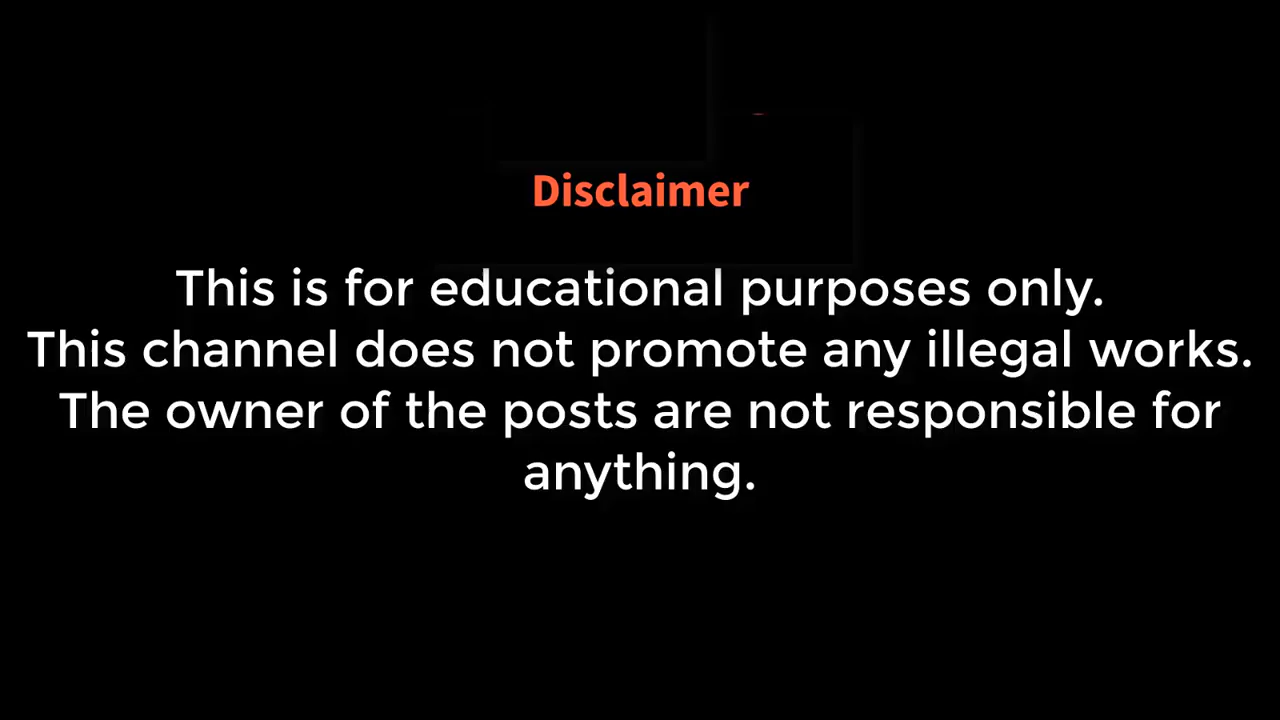 Disclaimer
This is for educational purposes only.
This channel does not promote any illegal works.
The owner of the posts are not responsible for
anything.